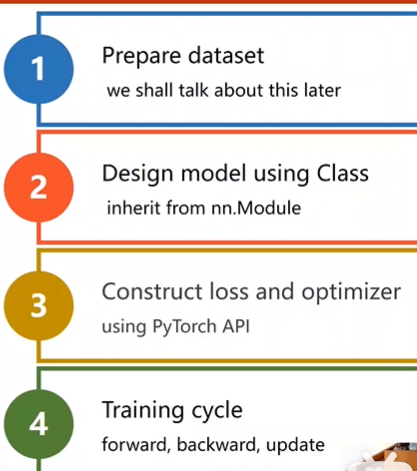 1
Prepare dataset
we shall talk about this later
2
Design model using Class
inherit from nn.Module
3
Construct loss and optimizer
using PyTorch API
4
Training cycle
forward, backward, update